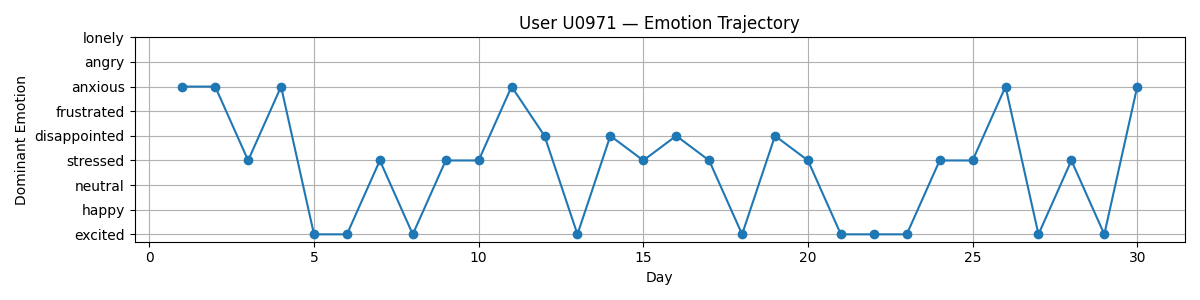 User U0971 — Emotion Trajectory
Dominant Emotion
lonely
angry
anxious
frustrated
disappointed
stressed
neutral
happy
excited
0 5 10 15 20 25 30
Day